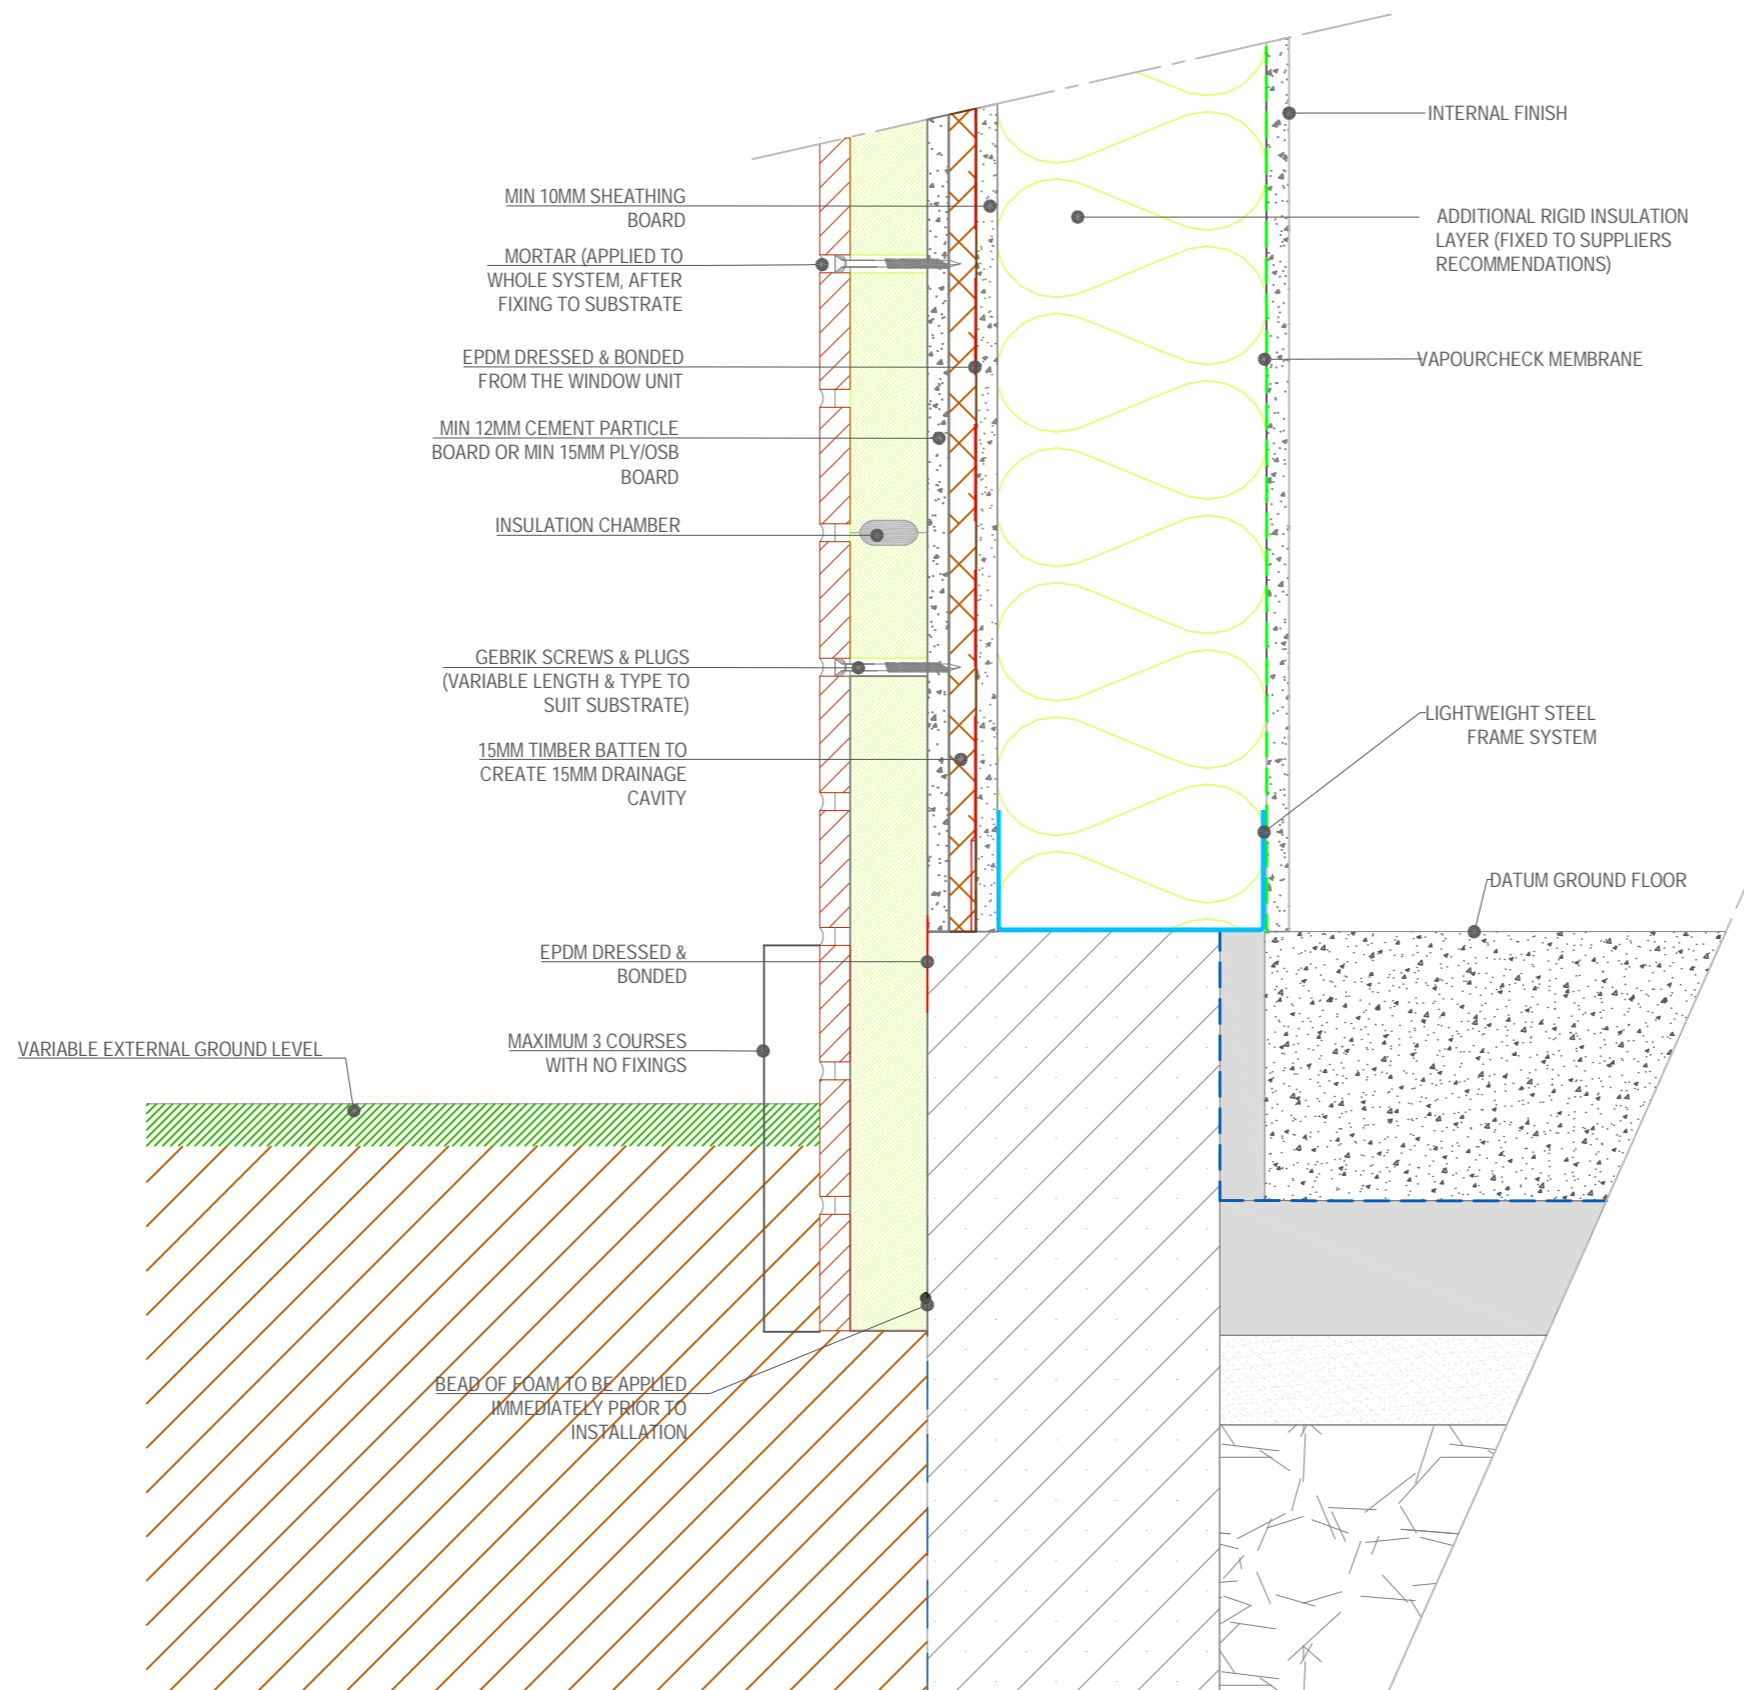 MIN 10MM SHEATHING
BOARD
MORTAR (APPLIED TO
WHOLE SYSTEM, AFTER
FIXING TO SUBSTRATE
EPDM DRESSED & BONDED
FROM THE WINDOW UNIT
MIN 12MM CEMENT PARTICLE
BOARD OR MIN 15MM PLY/OSB
BOARD
INSULATION CHAMBER
GEBRIK SCREWS & PLUGS
(VARIABLE LENGTH & TYPE TO
SUIT SUBSTRATE)
15MM TIMBER BATTEN TO
CREATE 15MM DRAINAGE
CAVITY
EPDM DRESSED &
BONDED
MAXIMUM 3 COURSES
WITH NO FIXINGS
VARIABLE EXTERNAL GROUND LEVEL
BEAD OF FOAM TO BE APPLIED
IMMEDIATELY PRIOR TO
INSTALLATION
INTERNAL FINISH
ADDITIONAL RIGID INSULATION
LAYER (FIXED TO SUPPLIERS
RECOMMENDATIONS)
VAPOURCHECK MEMBRANE
LIGHTWEIGHT STEEL
FRAME SYSTEM
DATUM GROUND FLOOR